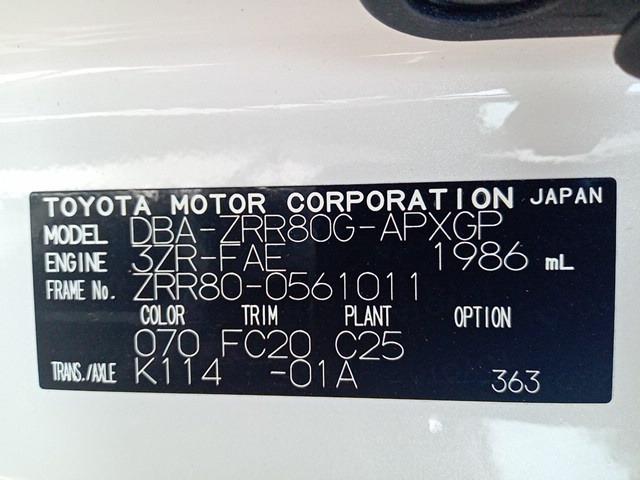 TOYOTA MOTOR CORPORATION JAPAN
MODEL DBA-ZRR80G-APXGP
ENGINE 3ZR-FAE 1986 mL
FRAME No. ZRR80-0561011
COLOR TRIM PLANT OPTION
070 FC20 C25
TRANS./AXLE K114 -01A 363